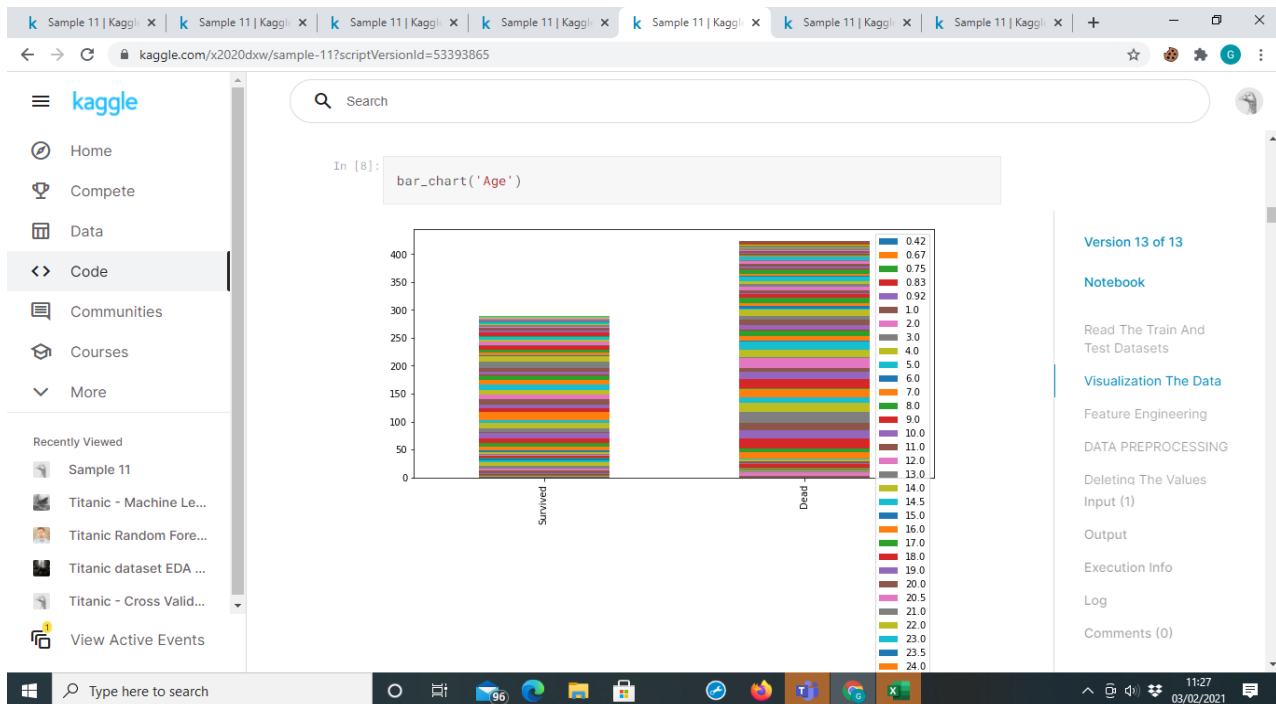 Sample 11 | Kaggl
Sample 11 | Kaggl
Sample 11 | Kaggl
Sample 11 | Kaggl
Sample 11 | Kaggl
Sample 11 | Kaggl
Sample 11 | Kaggl
kaggle.com/x2020dxw/sample-11?scriptVersionId=53393865
G
kaggle
Search
Home
Compete
Data
Code
Communities
Courses
More
Recently Viewed
Sample 11
Titanic - Machine Le...
Titanic Random Fore...
Titanic dataset EDA ...
Titanic - Cross Valid...
1
View Active Events
In [8]:
bar_chart('Age')
400
350
300
250
200
150
100
50
0
Survived
Dead
0.42
0.67
0.75
0.83
0.92
1.0
2.0
3.0
4.0
5.0
6.0
7.0
8.0
9.0
10.0
11.0
12.0
13.0
14.0
14.5
15.0
16.0
17.0
18.0
19.0
20.0
20.5
21.0
22.0
23.0
23.5
24.0
Version 13 of 13
Notebook
Read The Train And
Test Datasets
Visualization The Data
Feature Engineering
DATA PREPROCESSING
Deleting The Values
Input (1)
Output
Execution Info
Log
Comments (0)
Type here to search
96
11:27
03/02/2021